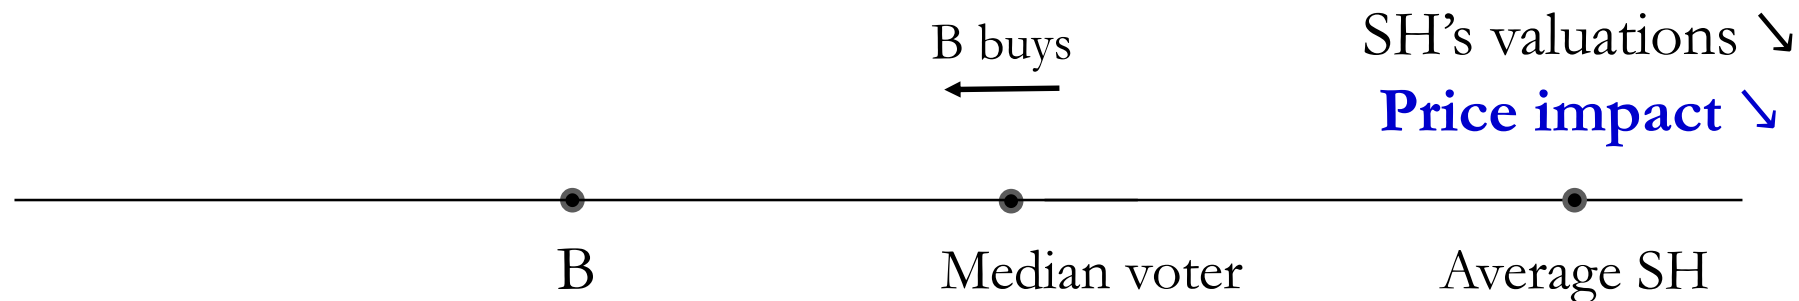 B buys
SH’s valuations ↘
Price impact ↘
B
Median voter
Average SH